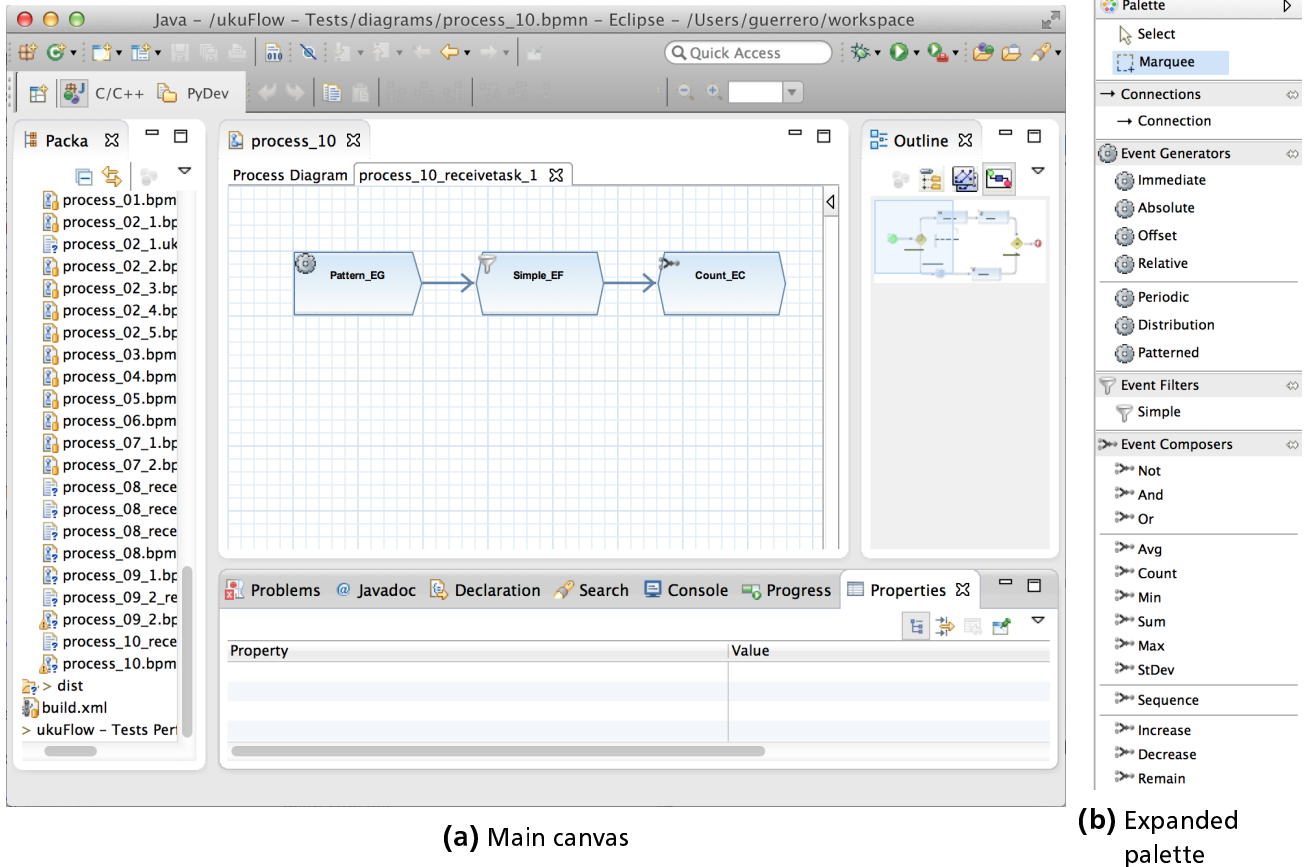 Java – /ukuFlow – Tests/diagrams/process_10.bpmn – Eclipse – /Users/guerrero/workspace
Quick Access
C/C++
PyDev
Packa
process_01.bpm
process_02_1.bp
process_02_1.uk
process_02_2.bp
process_02_3.bp
process_02_4.bp
process_02_5.bp
process_03.bpm
process_04.bpm
process_05.bpm
process_06.bpm
process_07_1.bp
process_07_2.bp
process_08_rece
process_08_rece
process_08_rece
process_08.bpm
process_09_1.bp
process_09_2_re
process_09_2.bp
process_10_rece
process_10.bpm
> dist
build.xml
> ukuFlow – Tests Perf
process_10
Process Diagram process_10_receivetask_1
Pattern_EG
Simple_EF
Count_EC
Outline
Problems @ Javadoc Declaration Search Console Progress Properties
Property Value
(a) Main canvas
Palette
Select
Marquee
Connections
Connection
Event Generators
Immediate
Absolute
Offset
Relative
Periodic
Distribution
Patterned
Event Filters
Simple
Event Composers
Not
And
Or
Avg
Count
Min
Sum
Max
StDev
Sequence
Increase
Decrease
Remain
(b) Expanded
palette